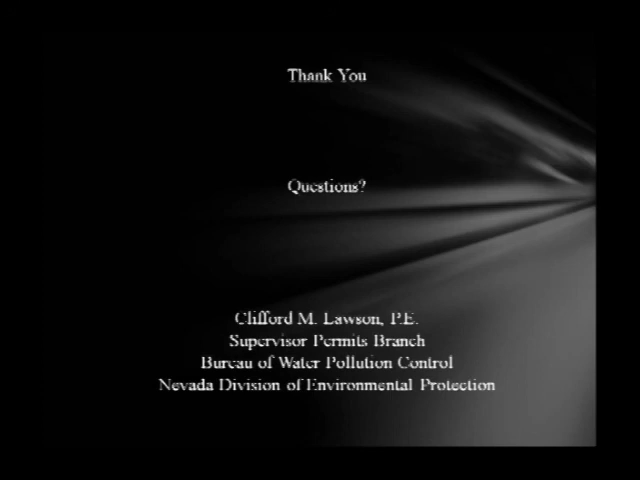 Thank You
Questions?
Clifford M. Lawson, P.E.
Supervisor Permits Branch
Bureau of Water Pollution Control
Nevada Division of Environmental Protection